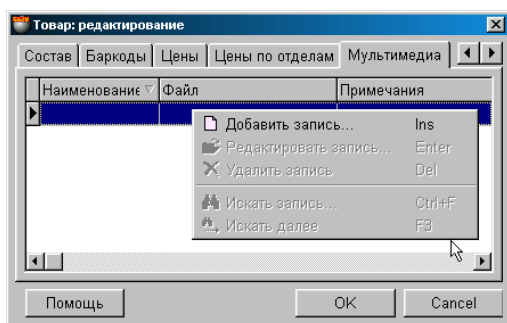 Товар: редактирование
Состав Баркоды Цены Цены по отделам Мультимедиа
Наименование Файл Примечания
Добавить запись... Ins
Редактировать запись... Enter
Удалить запись Del
Искать запись... Ctrl+F
Искать далее F3
Помощь OK Cancel